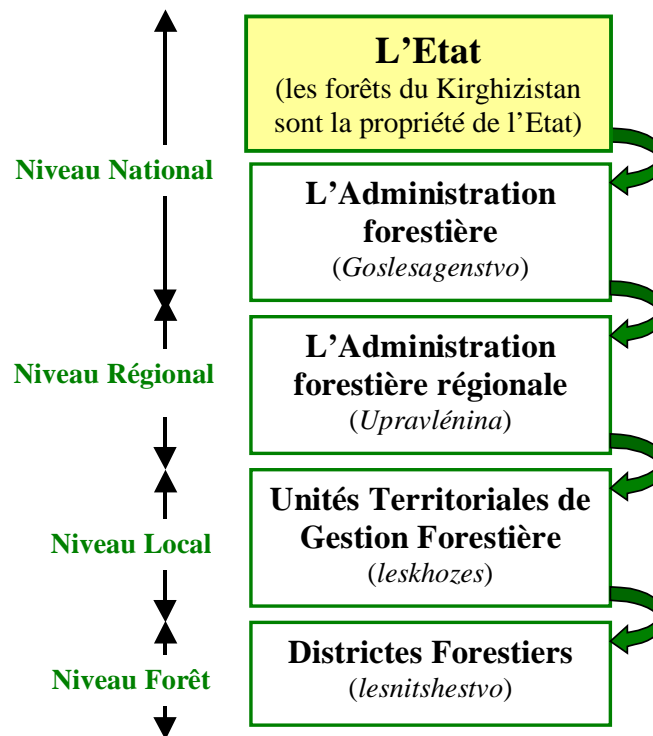 L'Etat
(les forêts du Kirghizistan
sont la propriété de l'Etat)
Niveau National
L'Administration
forestière
(Goslesagenstvo)
Niveau Régional
L'Administration
forestière régionale
(Upravlénina)
Unités Territoriales de
Gestion Forestière
(leskhozes)
Niveau Local
Districtes Forestiers
(lesnitshestvo)
Niveau Forêt